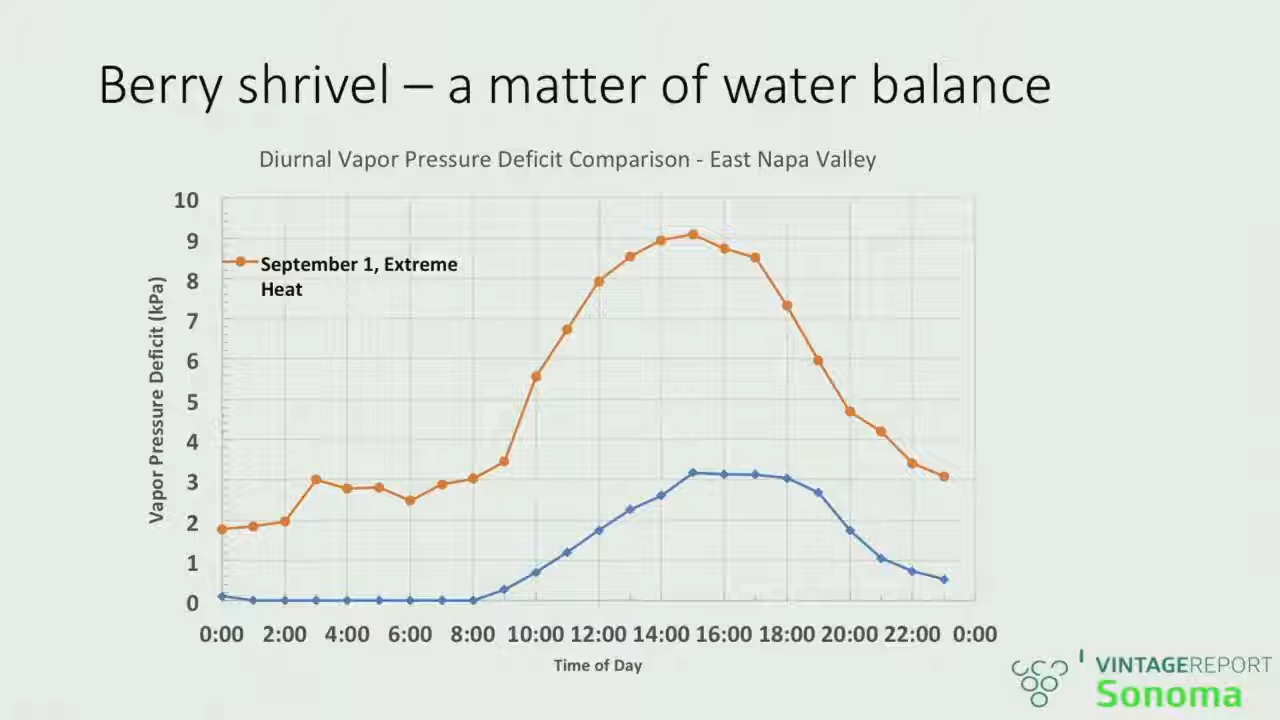 Berry shrivel – a matter of water balance
Diurnal Vapor Pressure Deficit Comparison - East Napa Valley
10
9
8
7
6
5
4
3
2
1
0
Vapor Pressure Deficit (kPa)
September 1, Extreme
Heat
0:00 2:00 4:00 6:00 8:00 10:00 12:00 14:00 16:00 18:00 20:00 22:00 0:00
Time of Day
VINTAGEREPORT
Sonoma